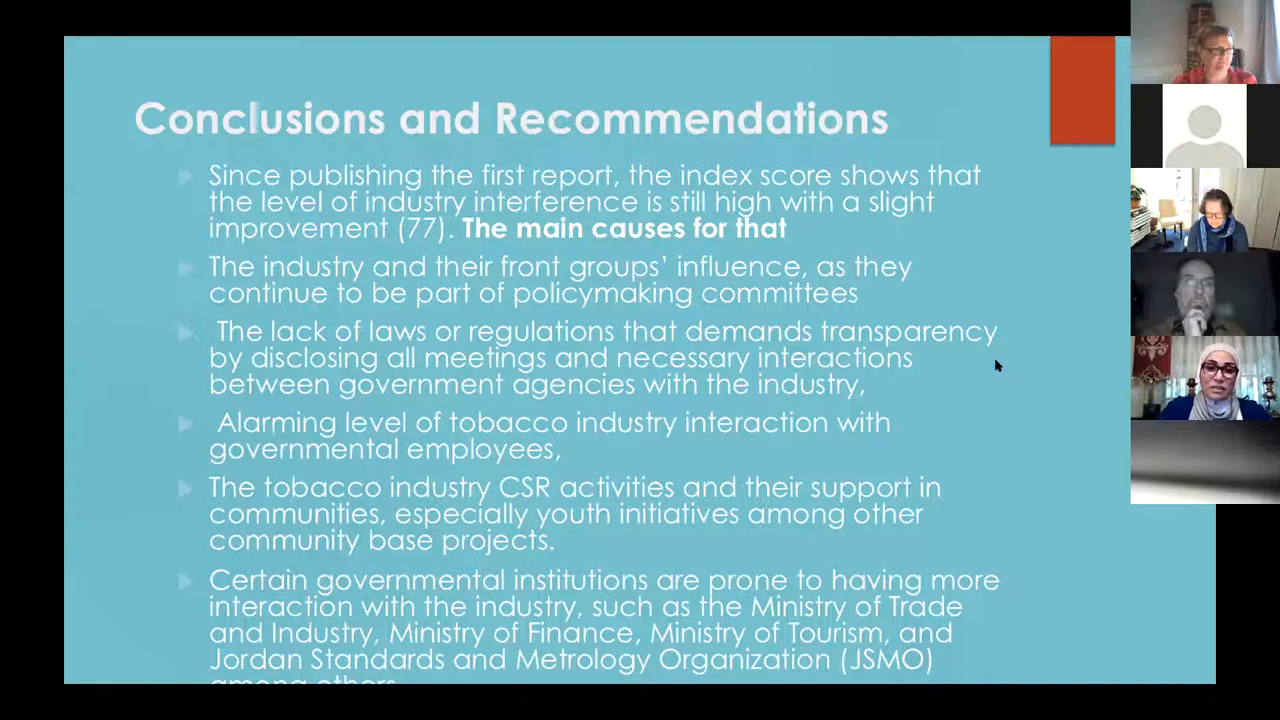 Conclusions and Recommendations
Since publishing the first report, the index score shows that
the level of industry interference is still high with a slight
improvement (77). The main causes for that
The industry and their front groups’ influence, as they
continue to be part of policymaking committees
The lack of laws or regulations that demands transparency
by disclosing all meetings and necessary interactions
between government agencies with the industry,
Alarming level of tobacco industry interaction with
governmental employees,
The tobacco industry CSR activities and their support in
communities, especially youth initiatives among other
community base projects.
Certain governmental institutions are prone to having more
interaction with the industry, such as the Ministry of Trade
and Industry, Ministry of Finance, Ministry of Tourism, and
Jordan Standards and Metrology Organization (JSMO)
among others